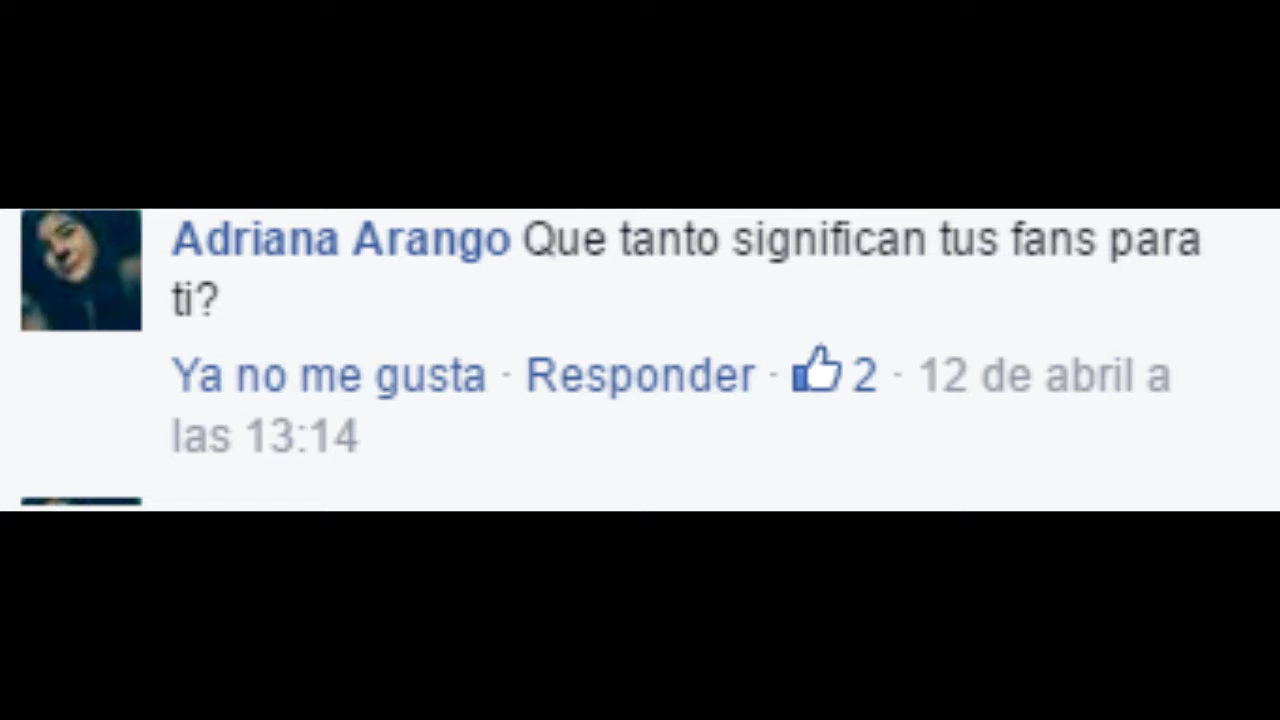 Adriana Arango Que tanto significan tus fans para
ti?
Ya no me gusta · Responder · 2 · 12 de abril a
las 13:14